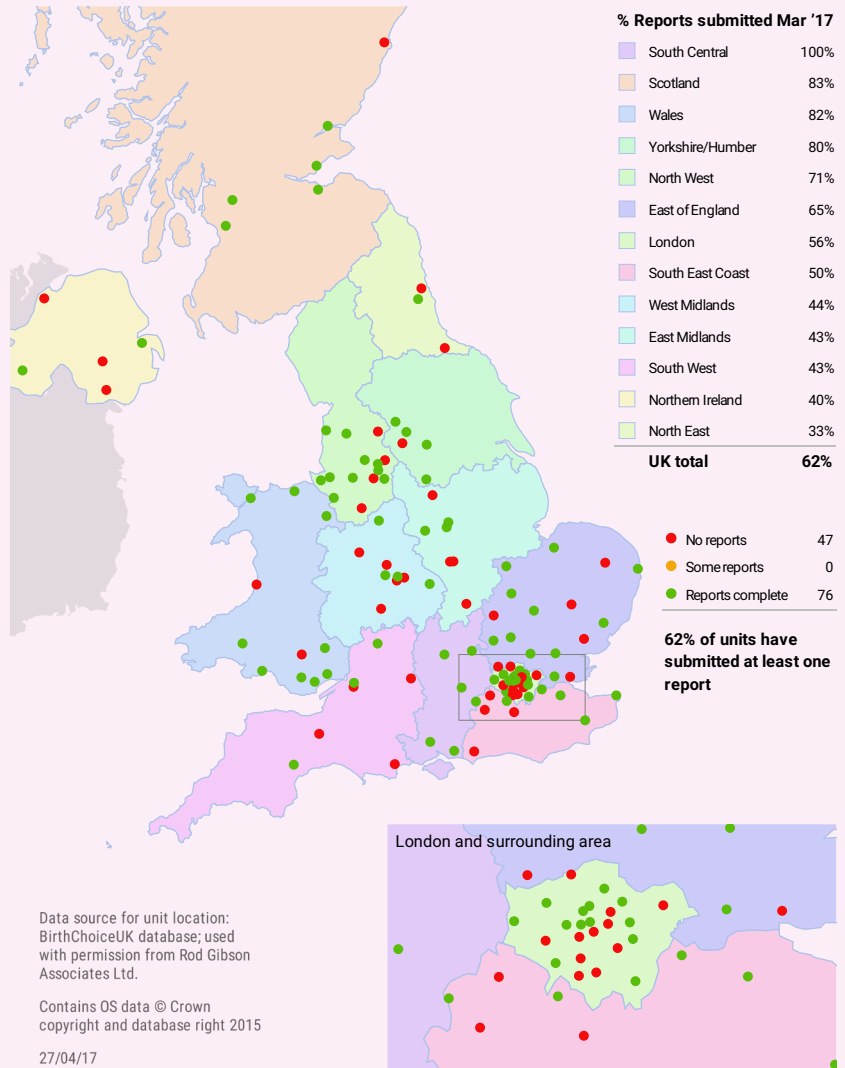 % Reports submitted Mar ’17
South Central 100%
Scotland 83%
Wales 82%
Yorkshire/Humber 80%
North West 71%
East of England 65%
London 56%
South East Coast 50%
West Midlands 44%
East Midlands 43%
South West 43%
Northern Ireland 40%
North East 33%
UK total 62%
No reports 47
Some reports 0
Reports complete 76
62% of units have
submitted at least one
report
London and surrounding area
Data source for unit location:
BirthChoiceUK database; used
with permission from Rod Gibson
Associates Ltd.
Contains OS data © Crown
copyright and database right 2015
27/04/17